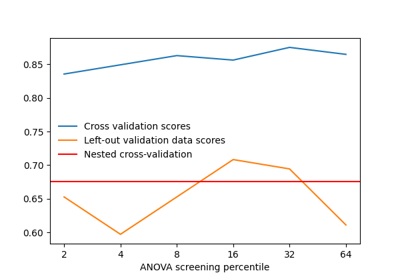 0.85
0.80
0.75
0.70
0.65
0.60
Cross validation scores
Left-out validation data scores
Nested cross-validation
2 4 8 16 32 64
ANOVA screening percentile